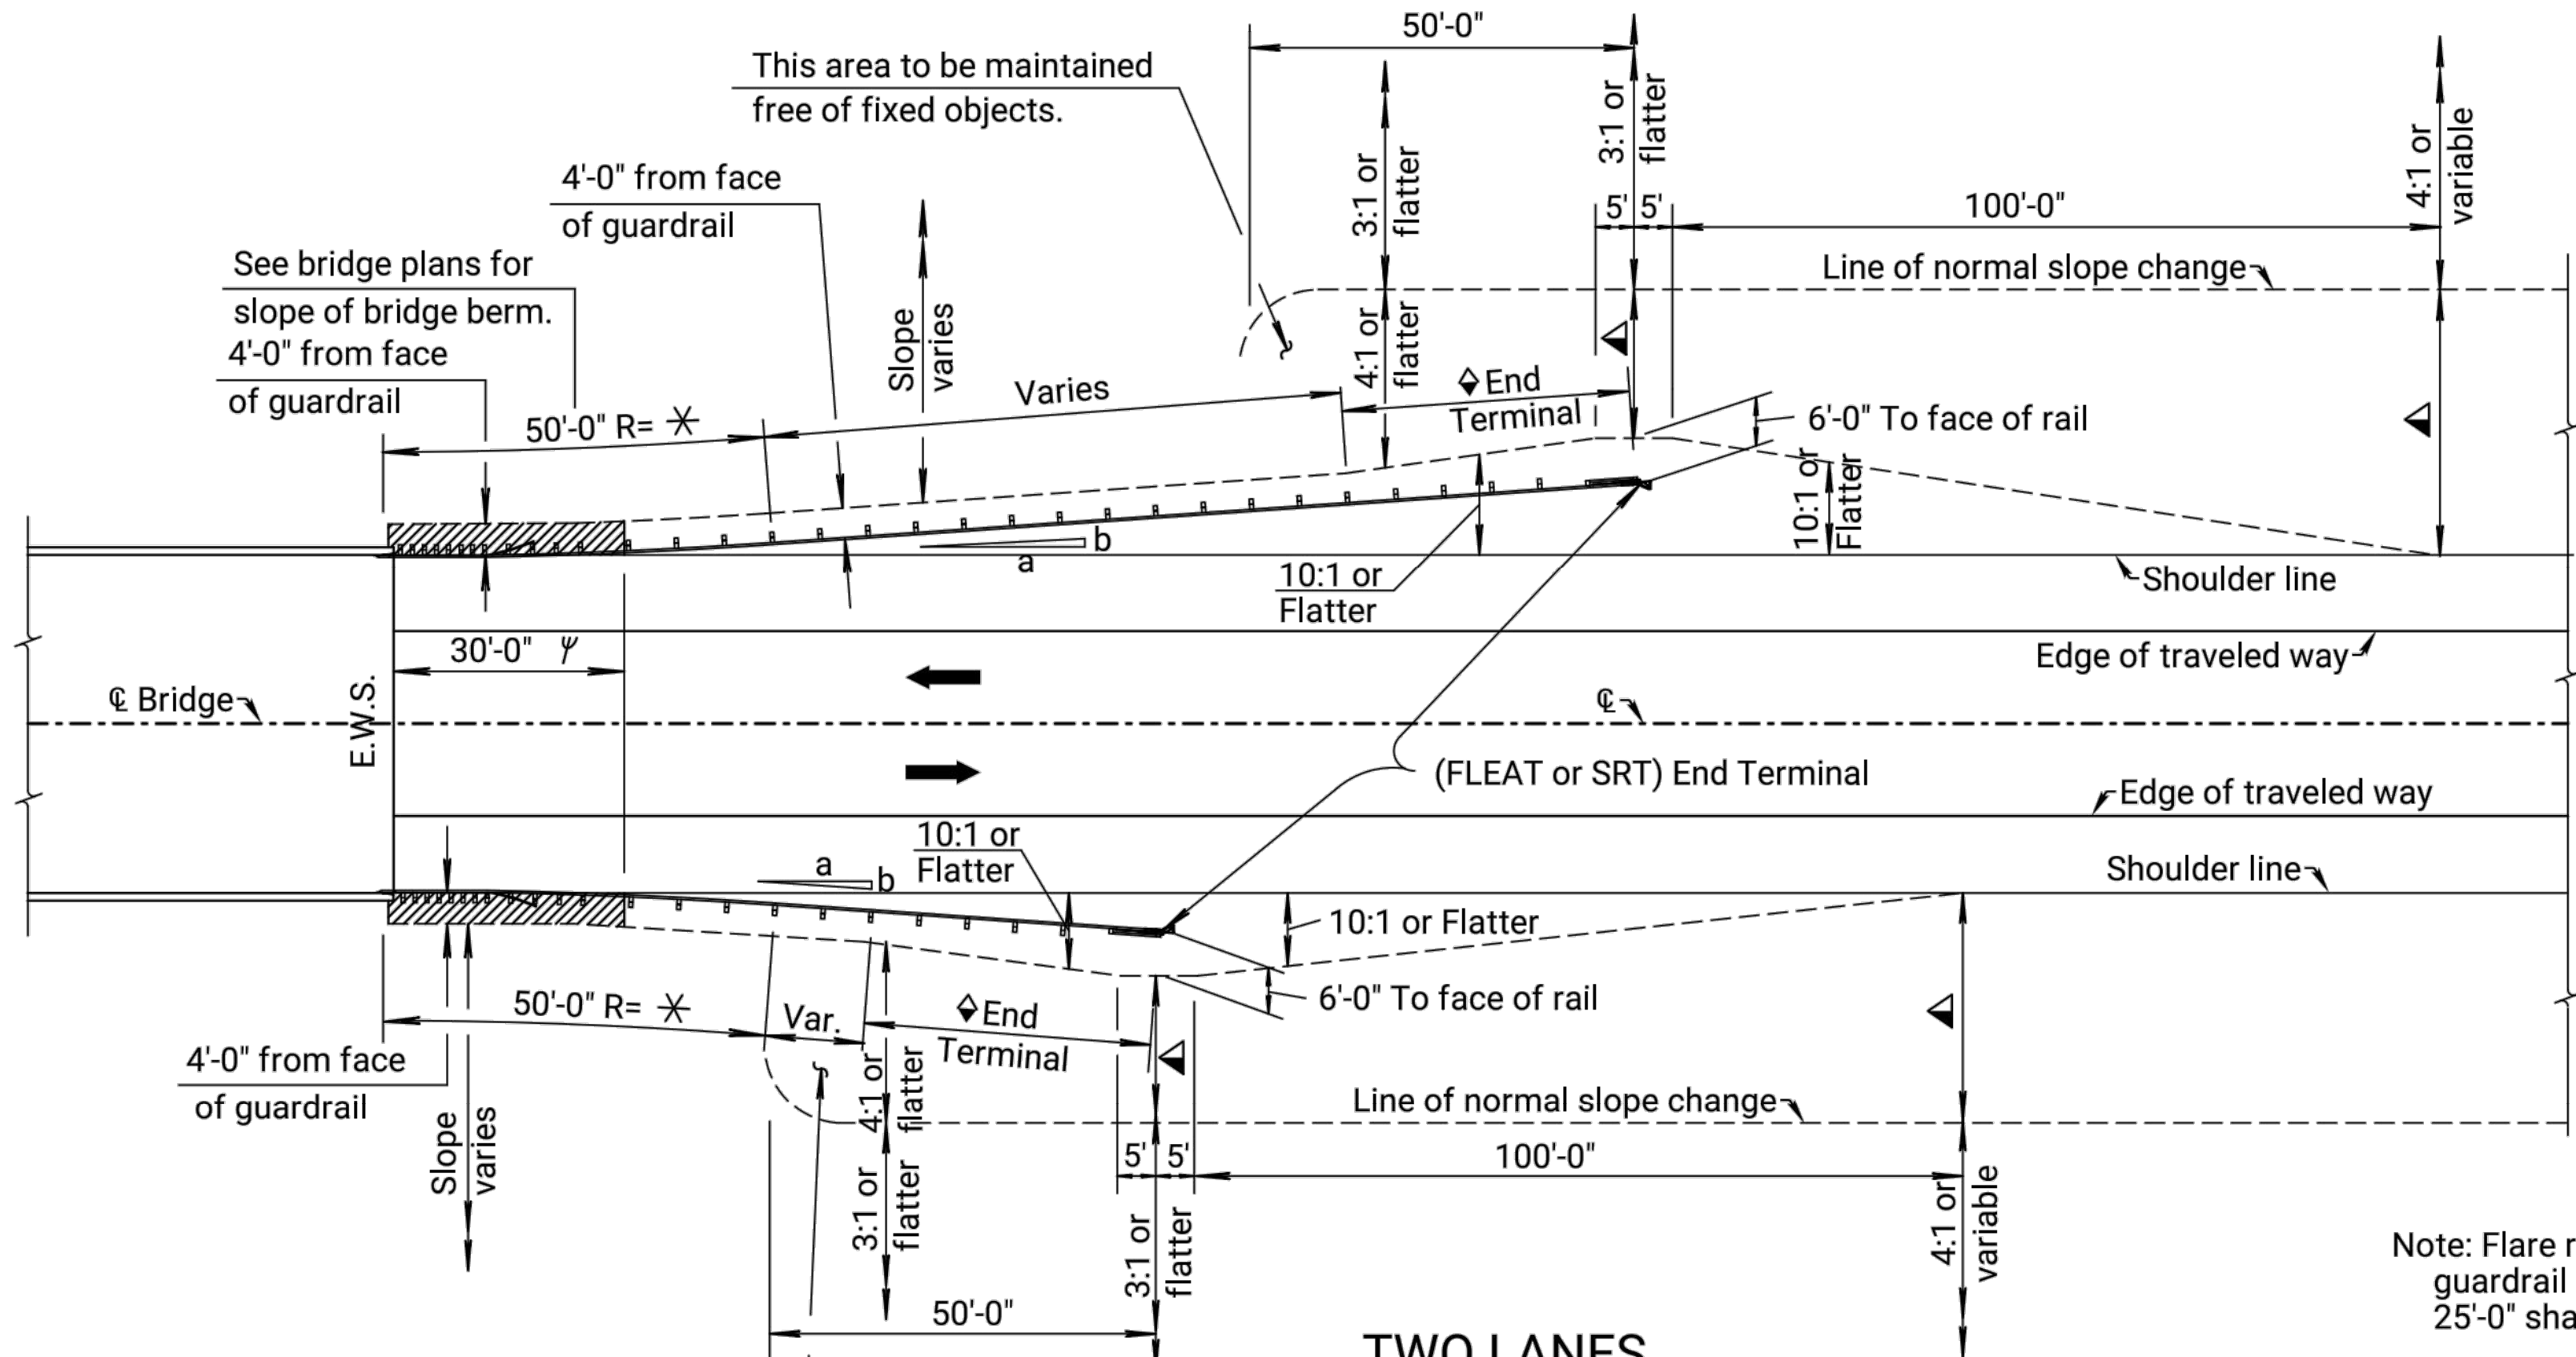 50'-0"
This area to be maintained
free of fixed objects.
3:1 or
flatter
4:1 or
variable
3:1 or
flatter
4'-0" from face
of guardrail
5' 5'
100'-0"
See bridge plans for
slope of bridge berm.
Line of normal slope change
Slope
varies
4:1 or
flatter
4'-0" from face
of guardrail
Varies
End
Terminal
50'-0" R=
6'-0" To face of rail
10:1 or
Flatter
b
a
10:1 or
Flatter
Shoulder line
30'-0" ψ
Edge of traveled way
℄ Bridge
E.W.S.
℄
(FLEAT or SRT) End Terminal
Edge of traveled way
10:1 or
Flatter
a
b
Shoulder line
10:1 or Flatter
50'-0" R=
Var.
End
Terminal
6'-0" To face of rail
4'-0" from face
of guardrail
4:1 or
flatter
Line of normal slope change
Slope
varies
5' 5'
100'-0"
3:1 or
flatter
3:1 or
flatter
4:1 or
variable
50'-0"
Note: Flare r
guardrail
25'-0" sha
TWO LANES